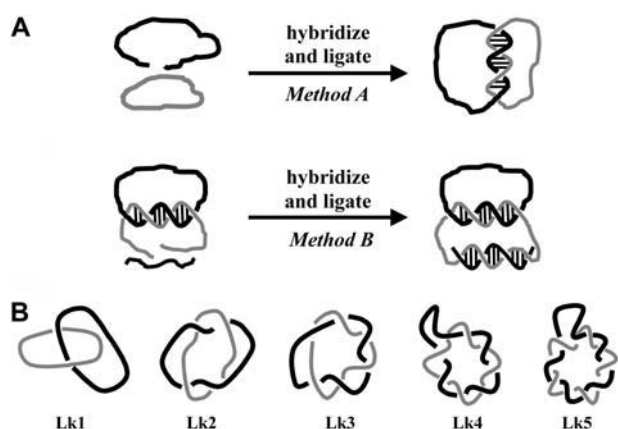 A
hybridize
and ligate
Method A
hybridize
and ligate
Method B
B
Lk1
Lk2
Lk3
Lk4
Lk5